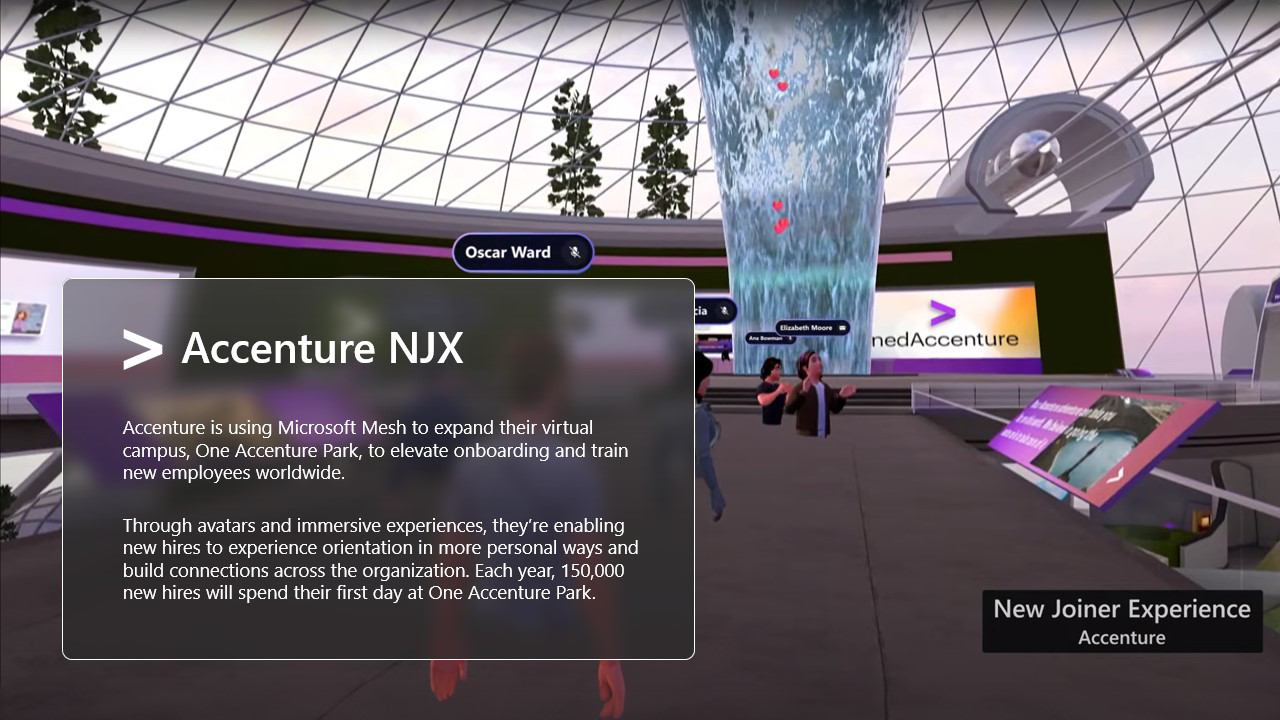 Oscar Ward
cia
Elizabeth Moore
Ana Bowman
nedAccenture
> Accenture NJX
Accenture is using Microsoft Mesh to expand their virtual
campus, One Accenture Park, to elevate onboarding and train
new employees worldwide.
Through avatars and immersive experiences, they're enabling
new hires to experience orientation in more personal ways and
build connections across the organization. Each year, 150,000
new hires will spend their first day at One Accenture Park.
New Joiner Experience
Accenture